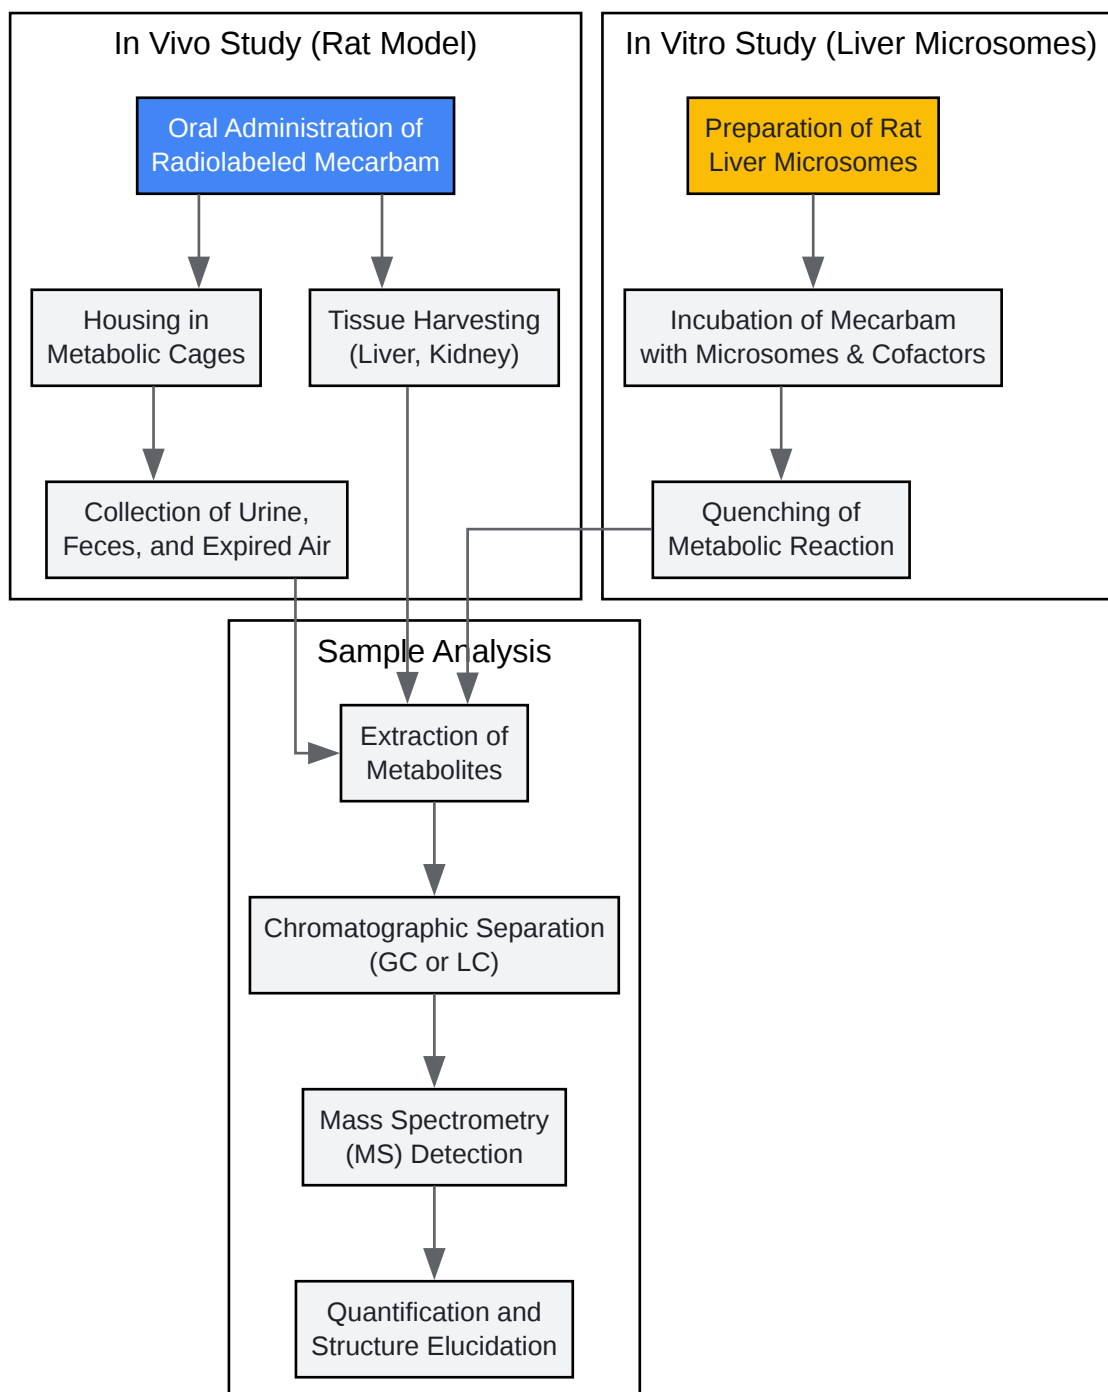 In Vivo Study (Rat Model)
Oral Administration of
Radiolabeled Mecarbam
Housing in
Metabolic Cages
Tissue Harvesting
(Liver, Kidney)
Collection of Urine,
Feces, and Expired Air
In Vitro Study (Liver Microsomes)
Preparation of Rat
Liver Microsomes
Incubation of Mecarbam
with Microsomes & Cofactors
Quenching of
Metabolic Reaction
Sample Analysis
Extraction of
Metabolites
Chromatographic Separation
(GC or LC)
Mass Spectrometry
(MS) Detection
Quantification and
Structure Elucidation